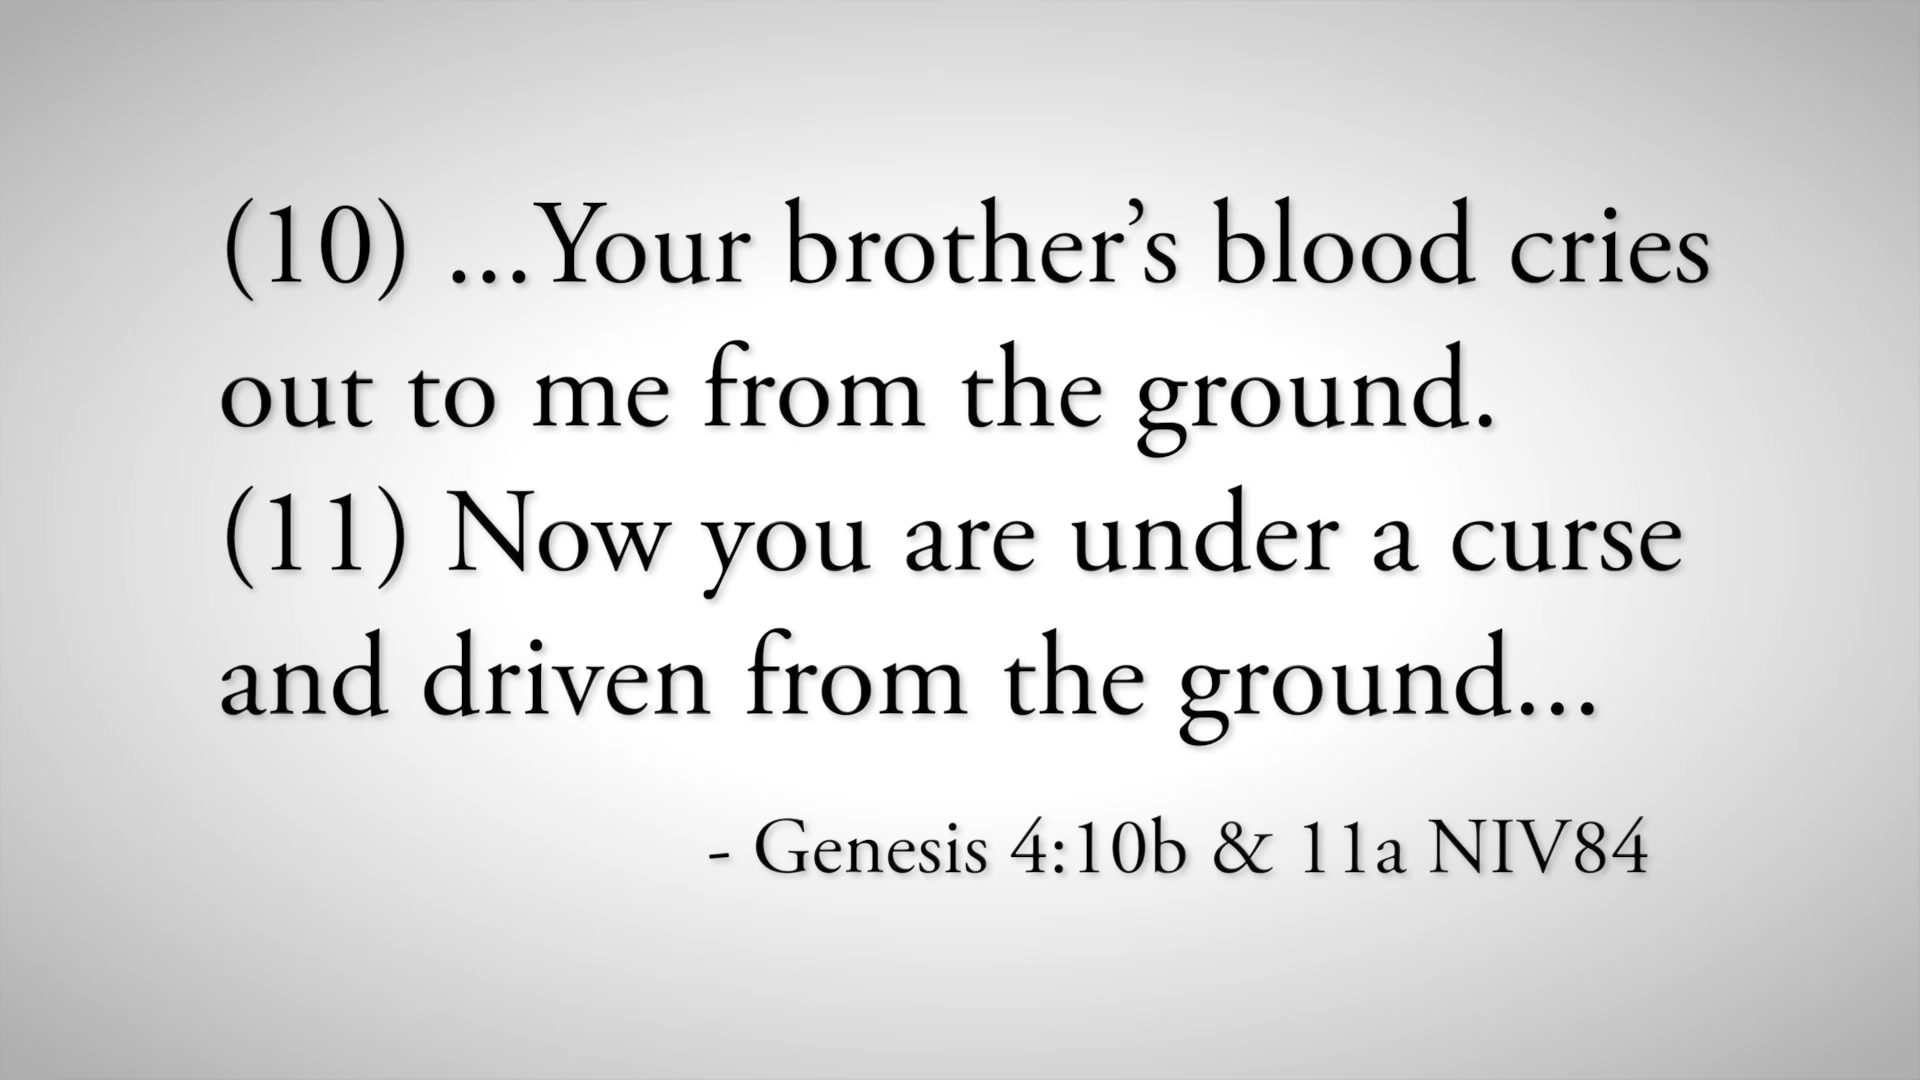 (10) ...Your brother’s blood cries
out to me from the ground.
(11) Now you are under a curse
and driven from the ground...
- Genesis 4:10b & 11a NIV84